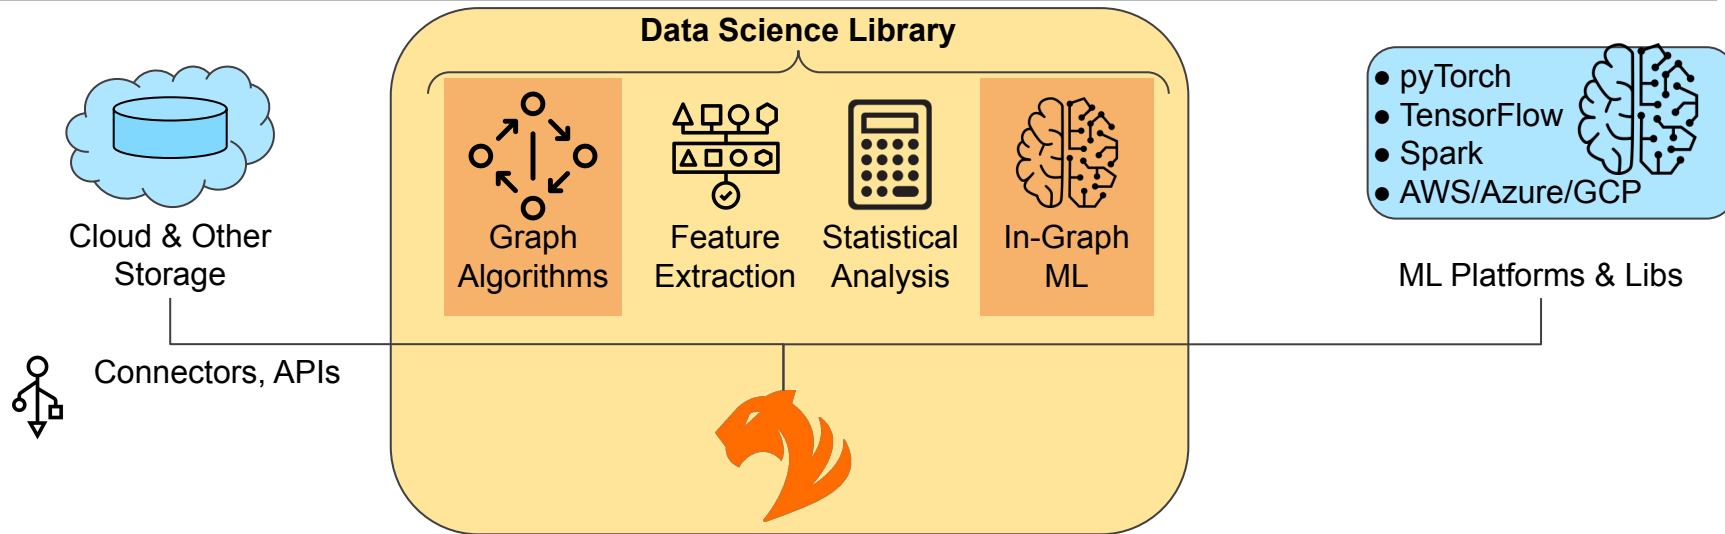 Data Science Library
Cloud & Other
Storage
Graph
Algorithms
Feature
Extraction
Statistical
Analysis
In-Graph
ML
● pyTorch
● TensorFlow
● Spark
● AWS/Azure/GCP
ML Platforms & Libs
Connectors, APIs